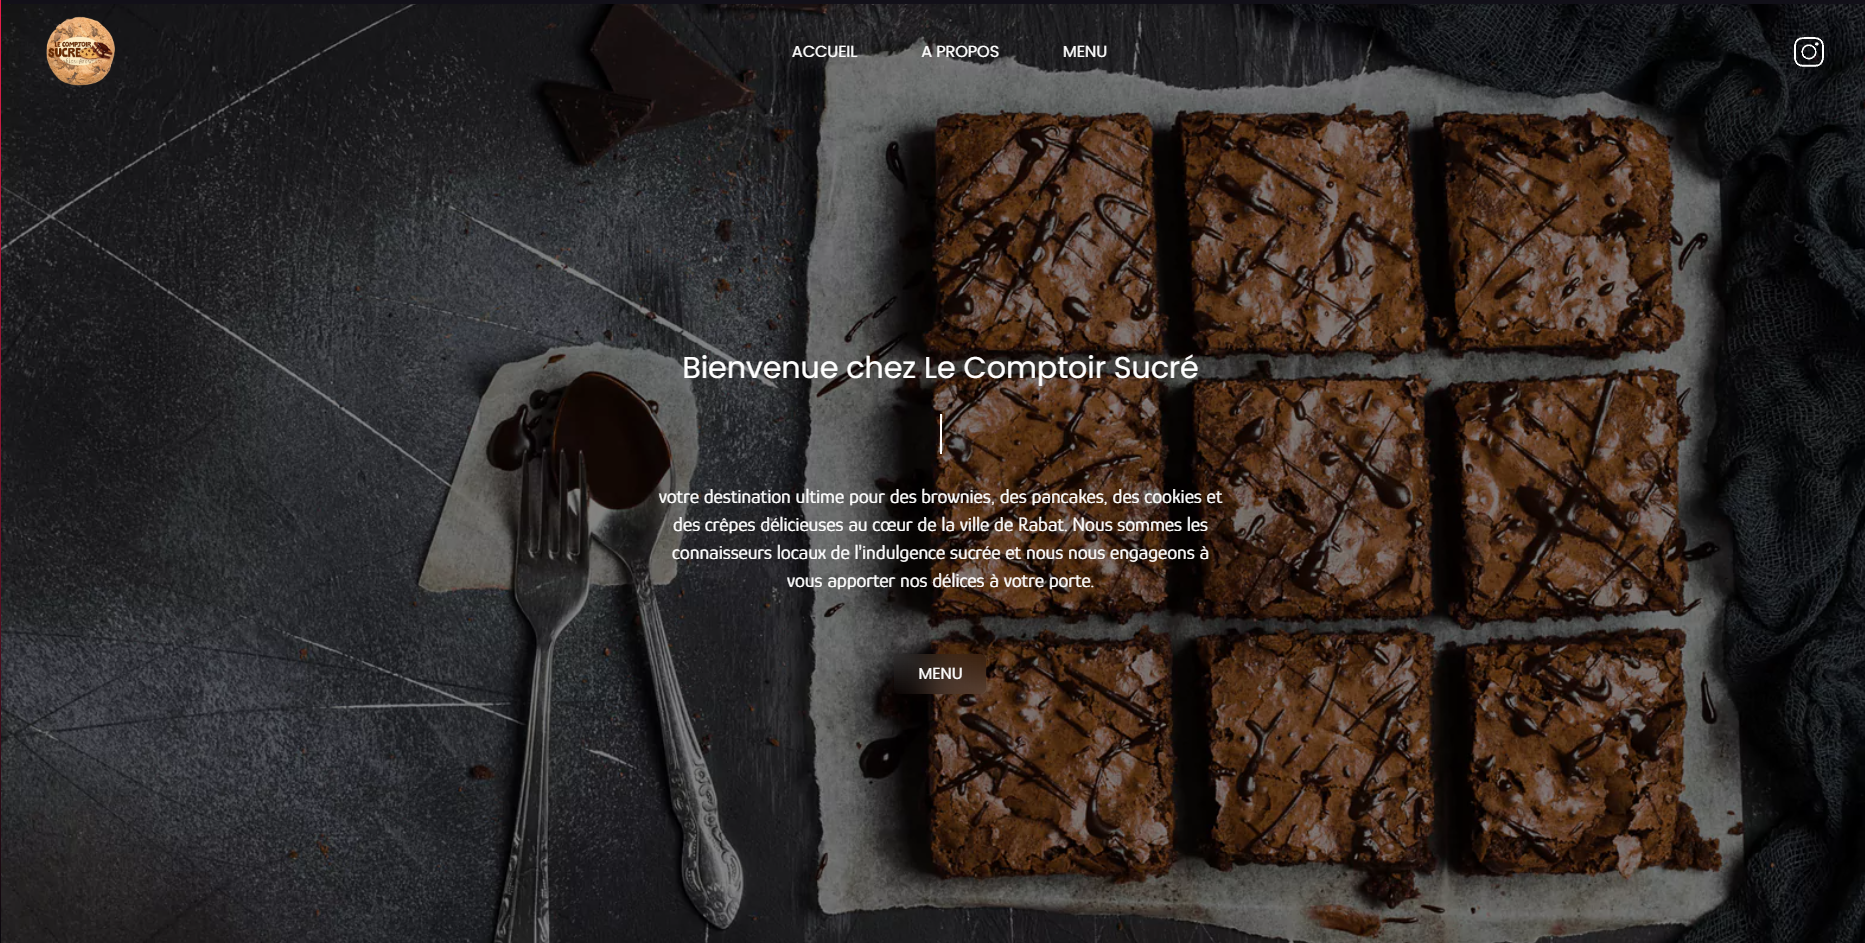 LE COMPTOIR
SUCRE
ACCUEIL
A PROPOS
MENU
Bienvenue chez Le Comptoir Sucré
votre destination ultime pour des brownies, des pancakes, des cookies et
des crêpes délicieuses au cœur de la ville de Rabat. Nous sommes les
connaisseurs locaux de l'indulgence sucrée et nous nous engageons à
vous apporter nos délices à votre porte.
MENU